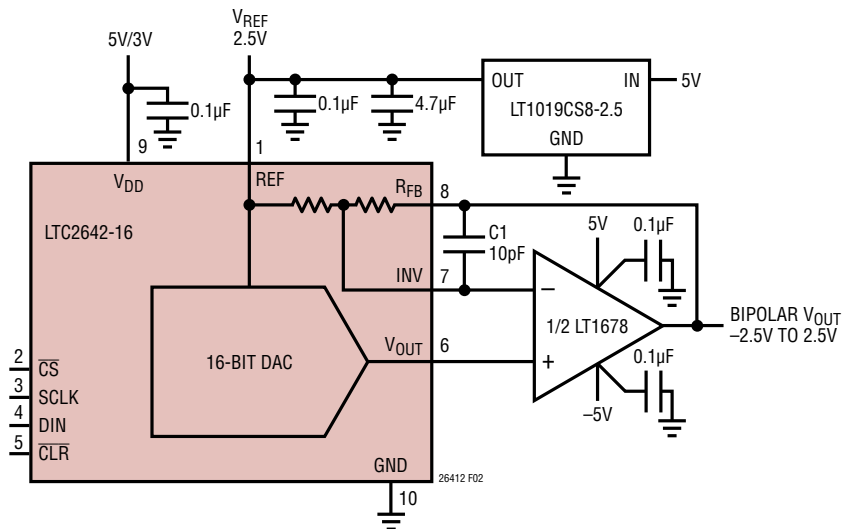 5V/3V
VREF
2.5V
0.1µF
0.1µF
4.7µF
OUT
IN
5V
LT1019CS8-2.5
GND
9
1
VDD
REF
RFB
8
LTC2642-16
C1
10pF
INV
7
5V
0.1µF
–
1/2 LT1678
+
BIPOLAR VOUT
–2.5V TO 2.5V
16-BIT DAC
VOUT
6
0.1µF
–5V
2
CS
3
SCLK
4
DIN
5
CLR
GND
10
26412 F02